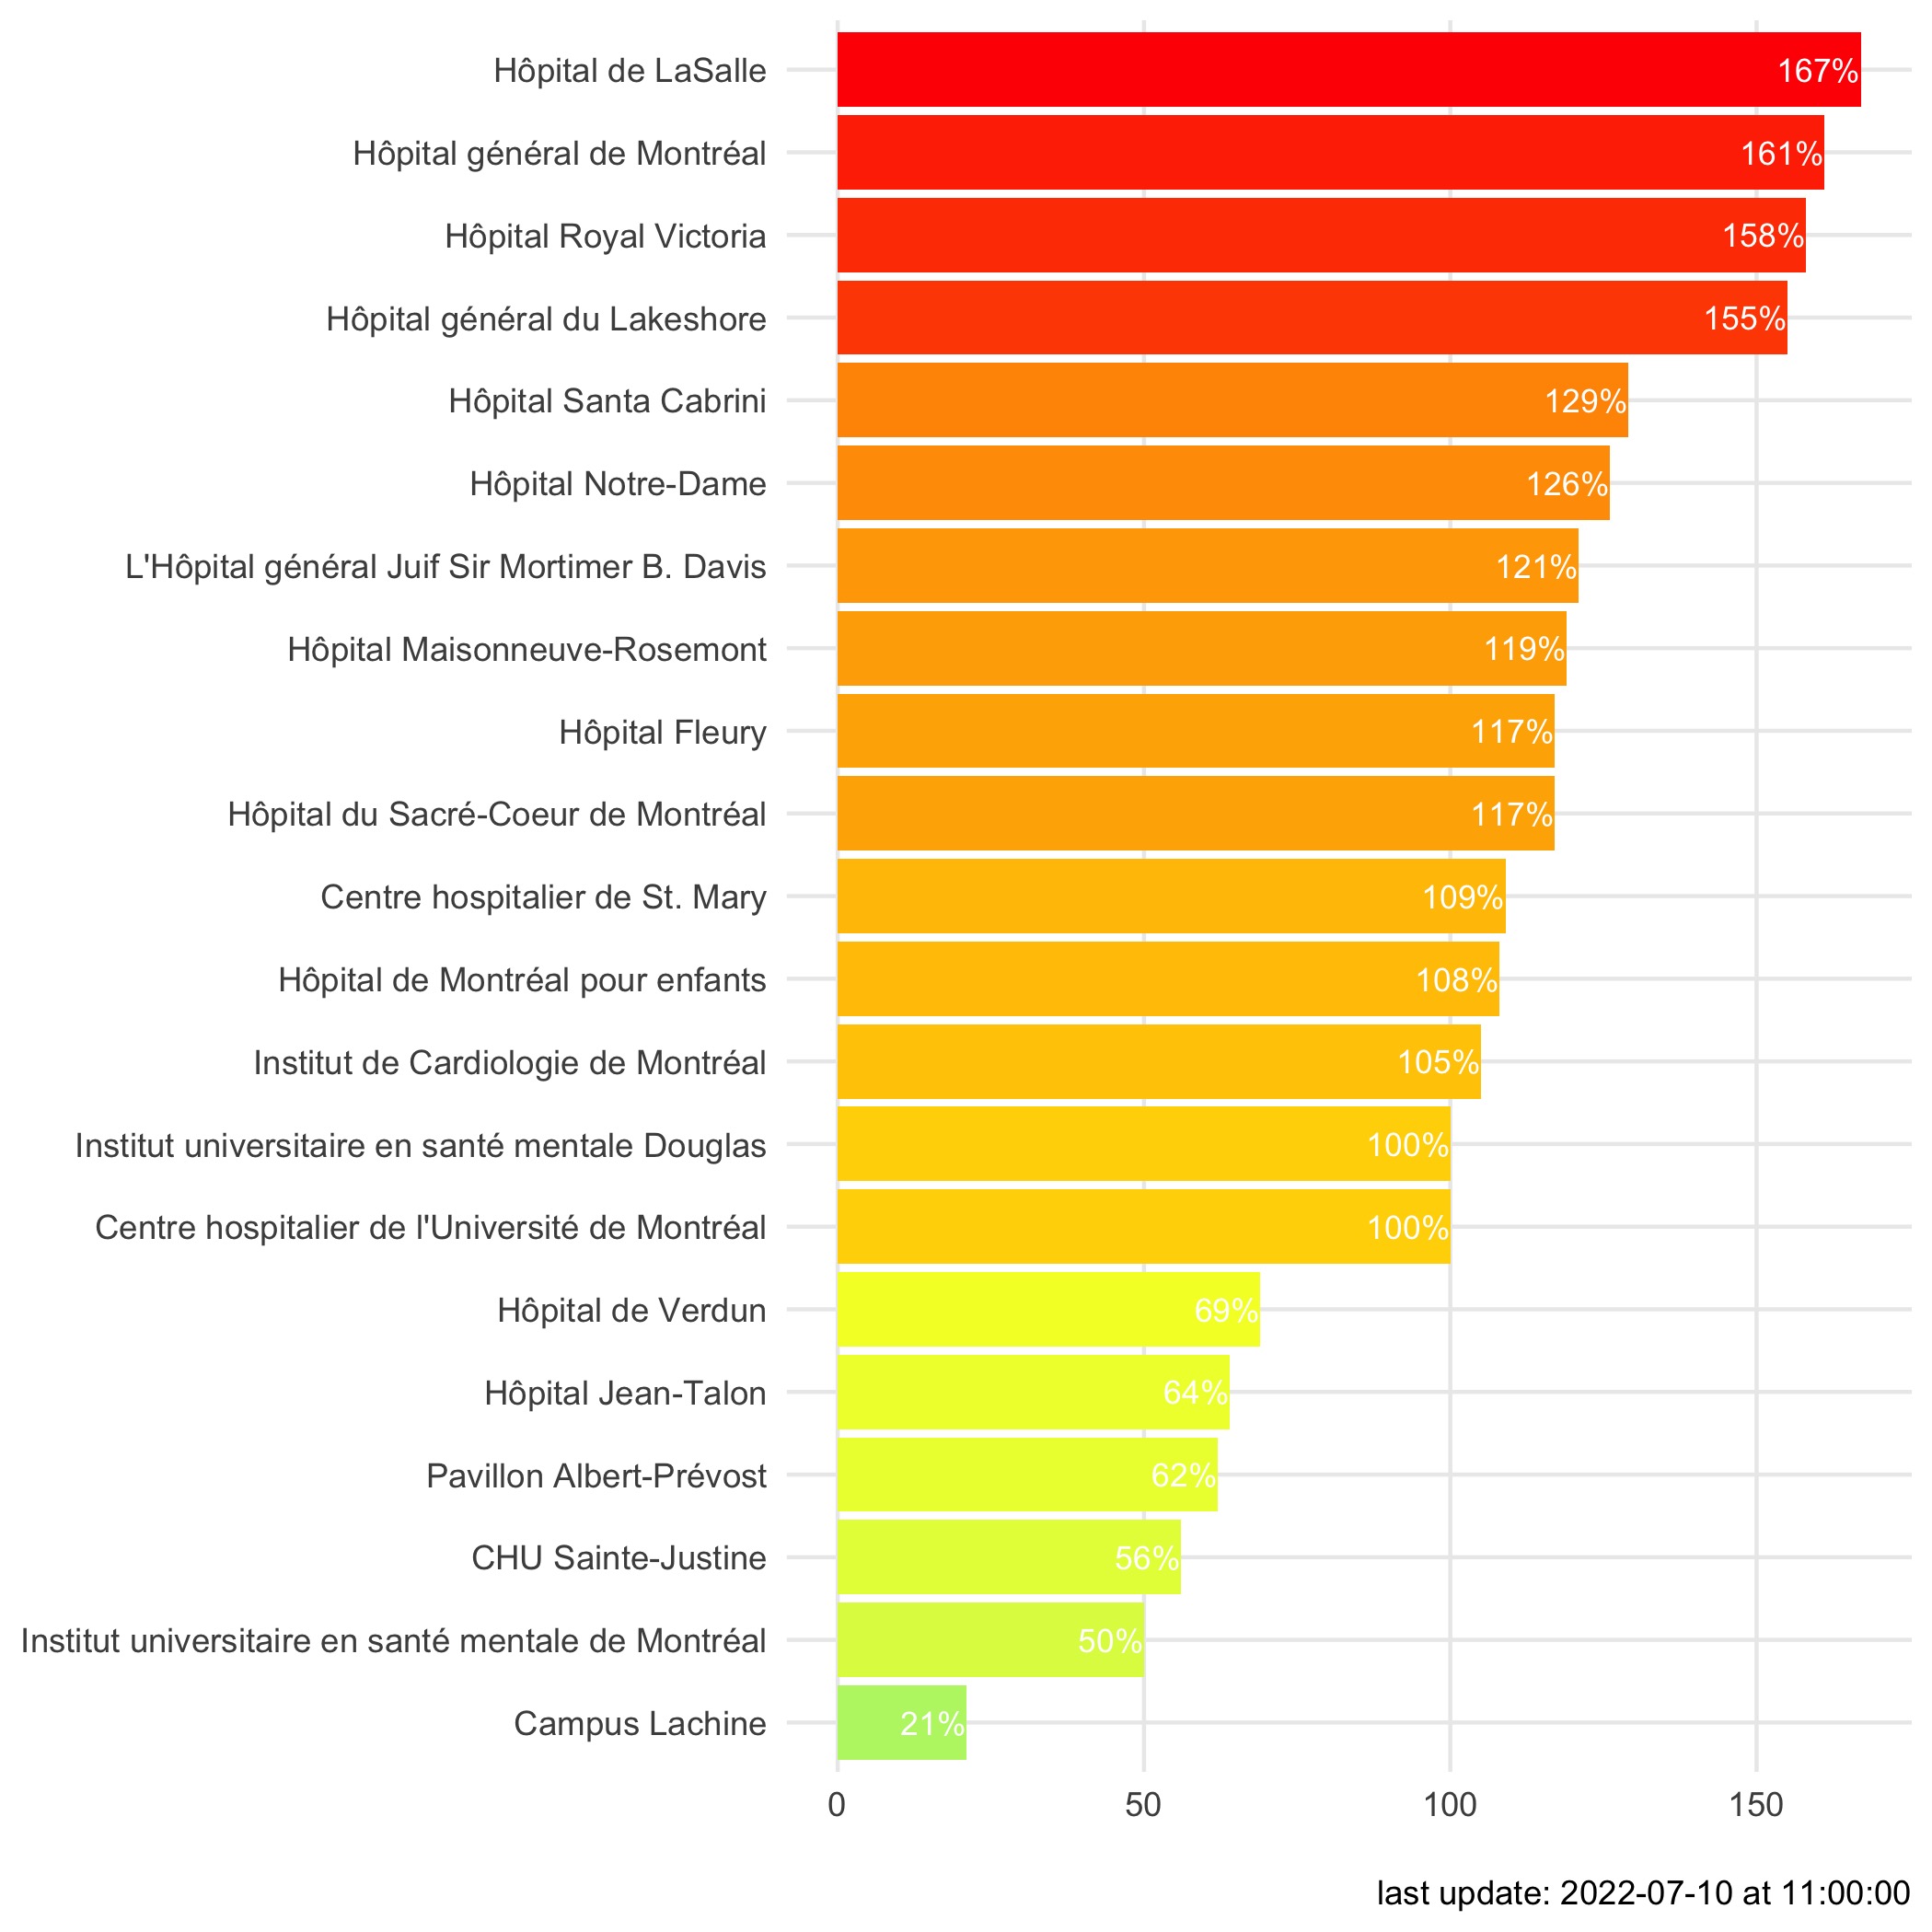 Hôpital de LaSalle 167%
Hôpital général de Montréal 161%
Hôpital Royal Victoria 158%
Hôpital général du Lakeshore 155%
Hôpital Santa Cabrini 129%
Hôpital Notre-Dame 126%
L'Hôpital général Juif Sir Mortimer B. Davis 121%
Hôpital Maisonneuve-Rosemont 119%
Hôpital Fleury 117%
Hôpital du Sacré-Coeur de Montréal 117%
Centre hospitalier de St. Mary 109%
Hôpital de Montréal pour enfants 108%
Institut de Cardiologie de Montréal 105%
Institut universitaire en santé mentale Douglas 100%
Centre hospitalier de l'Université de Montréal 100%
Hôpital de Verdun 69%
Hôpital Jean-Talon 64%
Pavillon Albert-Prévost 62%
CHU Sainte-Justine 56%
Institut universitaire en santé mentale de Montréal 50%
Campus Lachine 21%
0 50 100 150
last update: 2022-07-10 at 11:00:00